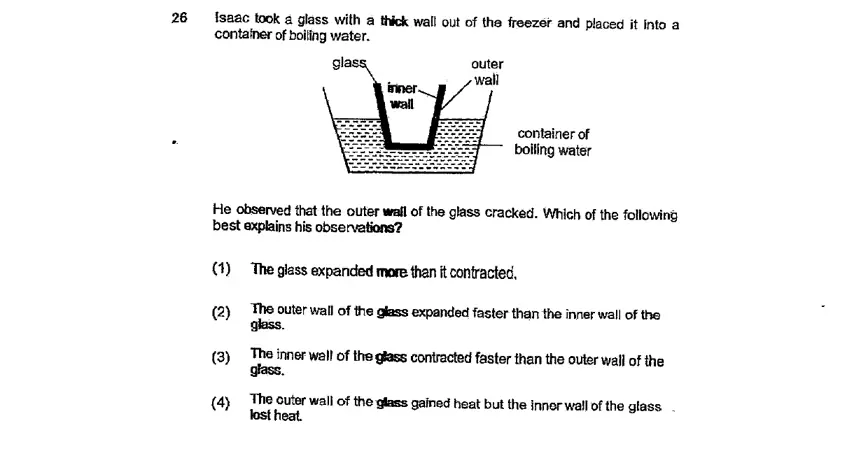 26 Isaac took a glass with a thick wall out of the freezer and placed it into a
container of boiling water.
glass
outer
wall
inner
wall
container of
boiling water
He observed that the outer wall of the glass cracked. Which of the following
best explains his observations?
(1) The glass expanded more than it contracted.
(2) The outer wall of the glass expanded faster than the inner wall of the
glass.
(3) The inner wall of the glass contracted faster than the outer wall of the
glass.
(4) The outer wall of the glass gained heat but the inner wall of the glass
lost heat.